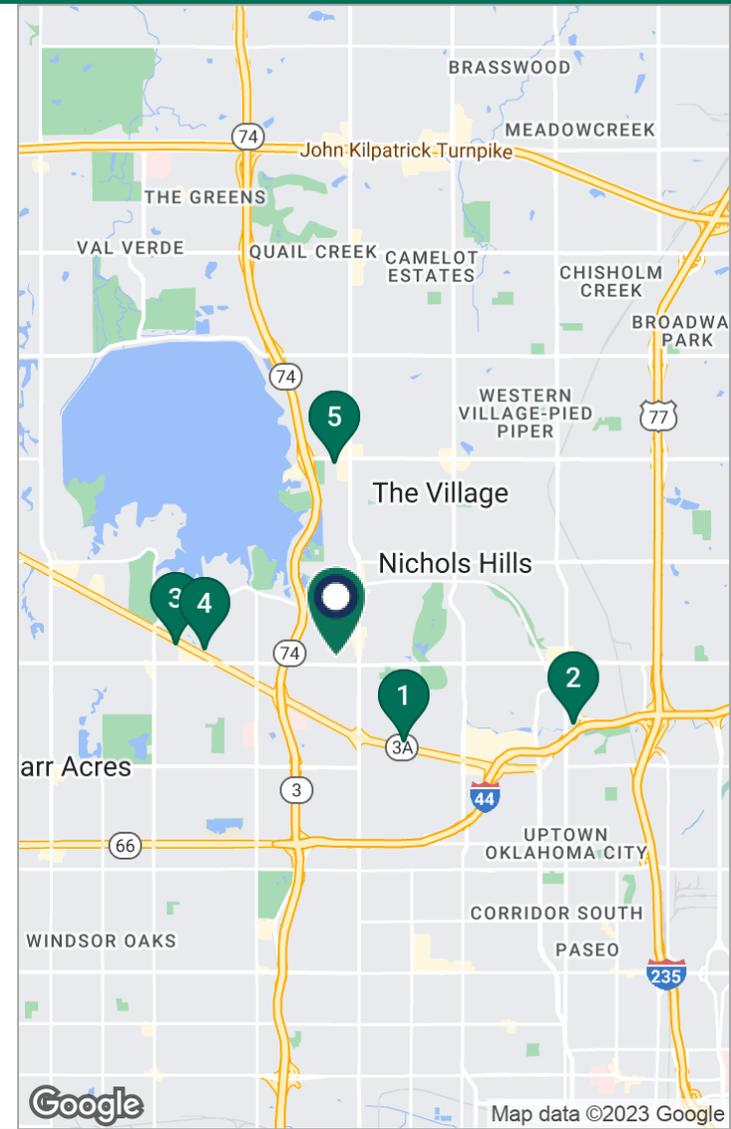 BRASSWOOD
MEADOWCREEK
74
John Kilpatrick Turnpike
THE GREENS
VAL VERDE
QUAIL CREEK
CAMELOT
ESTATES
CHISHOLM
CREEK
BROADWA
PARK
74
WESTERN
VILLAGE-PIED
PIPER
77
5
The Village
Nichols Hills
3
4
74
2
1
3A
arr Acres
3
44
66
UPTOWN
OKLAHOMA CITY
CORRIDOR SOUTH
WINDSOR OAKS
PASEO
235
Google
Map data ©2023 Google